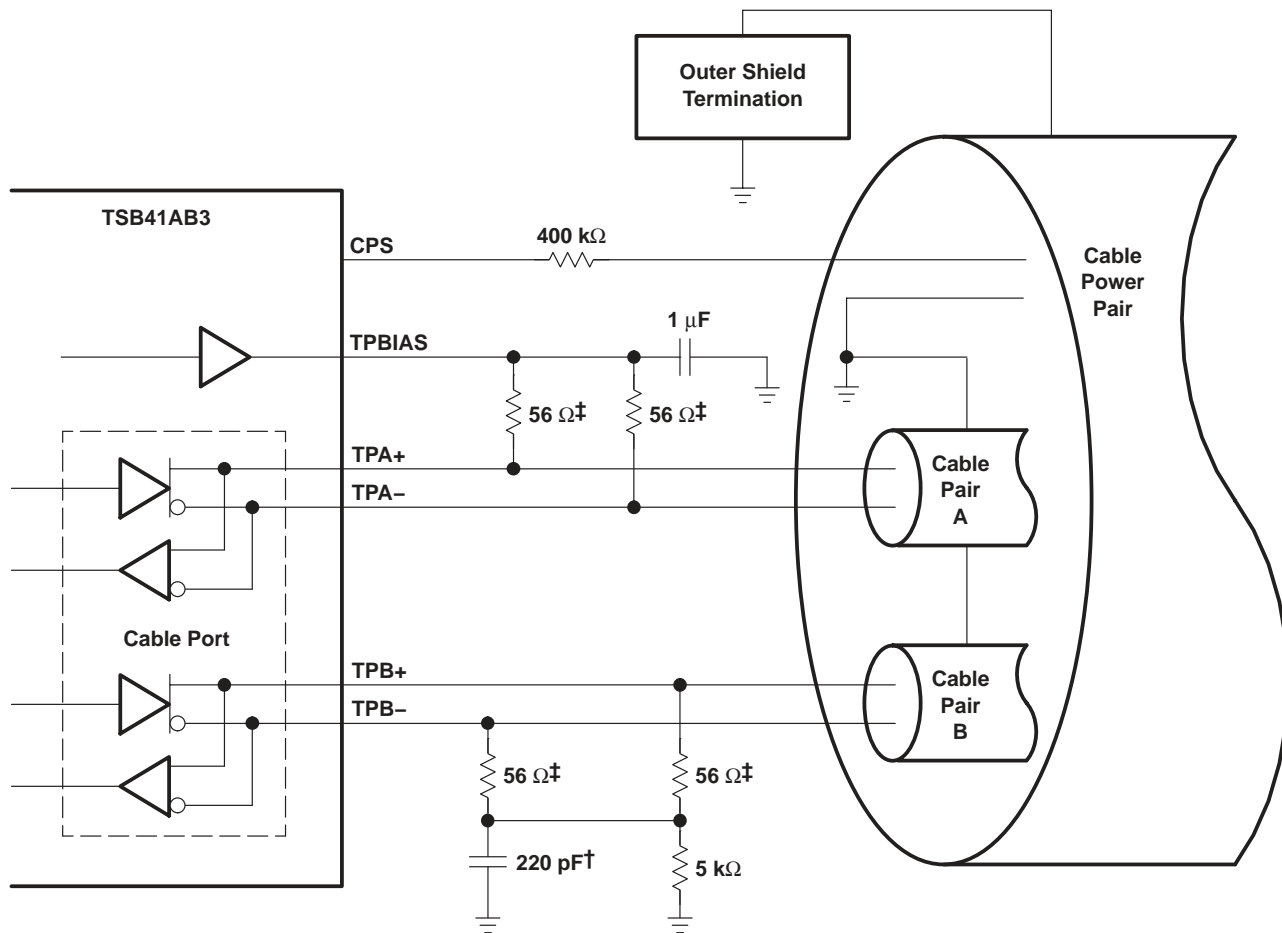 Outer Shield
Termination
TSB41AB3
CPS
400 kΩ
Cable
Power
Pair
1 μF
TPBIAS
56 Ω‡
56 Ω‡
TPA+
TPA−
Cable
Pair
A
Cable Port
TPB+
TPB−
Cable
Pair
B
56 Ω‡
56 Ω‡
220 pF†
5 kΩ